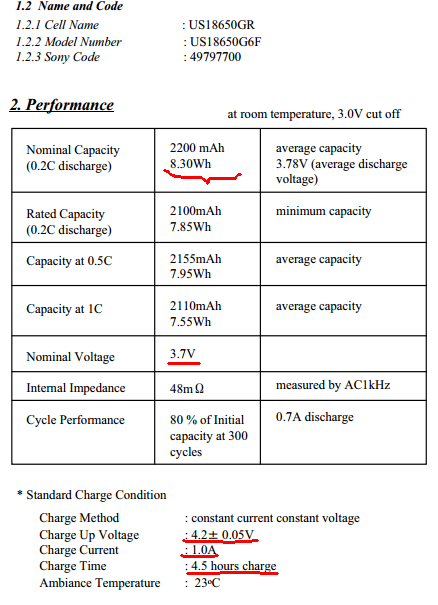 1.2 Name and Code
1.2.1 Cell Name : US18650GR
1.2.2 Model Number : US18650G6F
1.2.3 Sony Code : 49797700
2. Performance
at room temperature, 3.0V cut off
Nominal Capacity 2200 mAh average capacity
(0.2C discharge) 8.30Wh 3.78V (average discharge
voltage)
Rated Capacity 2100mAh minimum capacity
(0.2C discharge) 7.85Wh
Capacity at 0.5C 2155mAh average capacity
7.95Wh
Capacity at 1C 2110mAh average capacity
7.55Wh
Nominal Voltage 3.7V
Internal Impedance 48mΩ measured by AC1kHz
Cycle Performance 80 % of Initial 0.7A discharge
capacity at 300
cycles
* Standard Charge Condition
Charge Method : constant current constant voltage
Charge Up Voltage : 4.2± 0.05V
Charge Current : 1.0A
Charge Time : 4.5 hours charge
Ambiance Temperature : 23°C